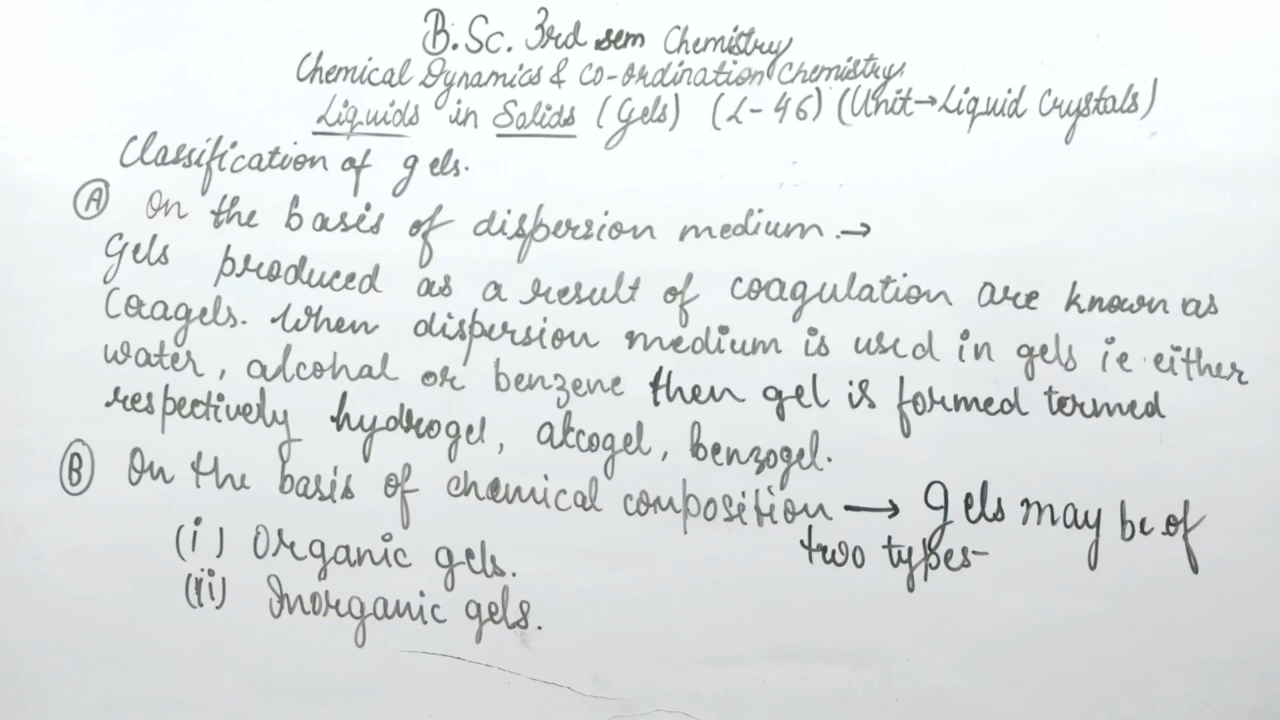 B.Sc. 3rd sem Chemistry
Chemical Dynamics & Co-ordination Chemistry
Liquids in Solids (Gels) (L-46) (Unit→Liquid Crystals)
Classification of gels.
(A) On the basis of dispersion medium.→
Gels produced as a result of coagulation are known as
Coagels. When dispersion medium is used in gels ie. either
water, alcohal or benzene then gel is formed termed
respectively hydrogel, alcogel, benzogel.
(B) On the basis of chemical composition → Gels may be of
two types-
(i) Organic gels.
(ii) Inorganic gels.